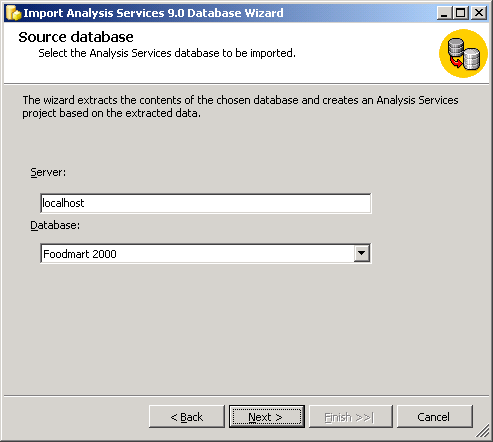 Import Analysis Services 9.0 Database Wizard
Source database
Select the Analysis Services database to be imported.
The wizard extracts the contents of the chosen database and creates an Analysis Services
project based on the extracted data.
Server:
localhost
Database:
Foodmart 2000
< Back
Next >
Finish >>|
Cancel